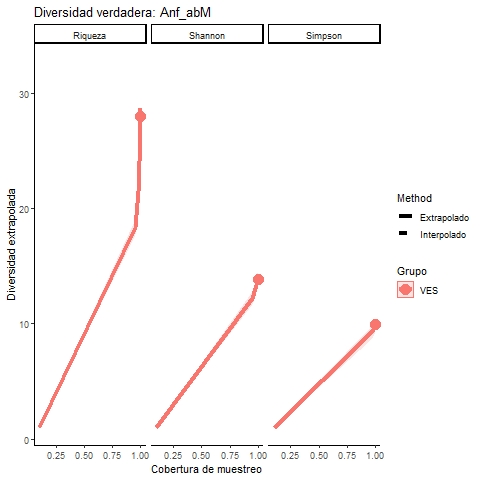 Diversidad verdadera: Anf_abM
Riqueza Shannon Simpson
30
20
10
0
Diversidad extrapolada
0.25 0.50 0.75 1.00 0.25 0.50 0.75 1.00 0.25 0.50 0.75 1.00
Cobertura de muestreo
Method
Extrapolado
Interpolado
Grupo
VES